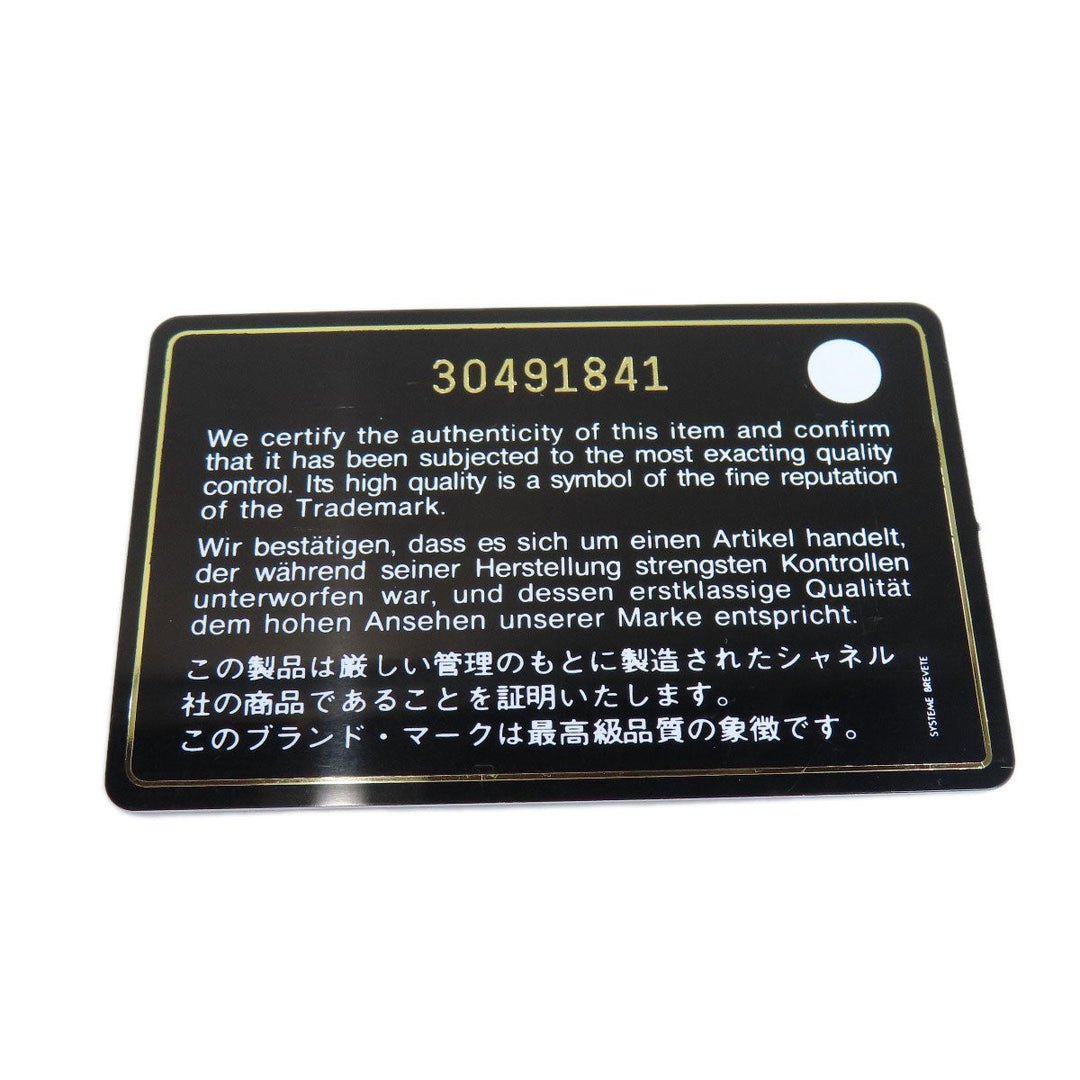 30491841
We certify the authenticity of this item and confirm
that it has been subjected to the most exacting quality
control. Its high quality is a symbol of the fine reputation
of the Trademark.
Wir bestätigen, dass es sich um einen Artikel handelt,
der während seiner Herstellung strengsten Kontrollen
unterworfen war, und dessen erstklassige Qualität
dem hohen Ansehen unserer Marke entspricht.
この製品は厳しい管理のもとに製造されたシャネル
社の商品であることを証明いたします。
このブランド・マークは最高級品質の象徴です。
SYSTEME BREVETE